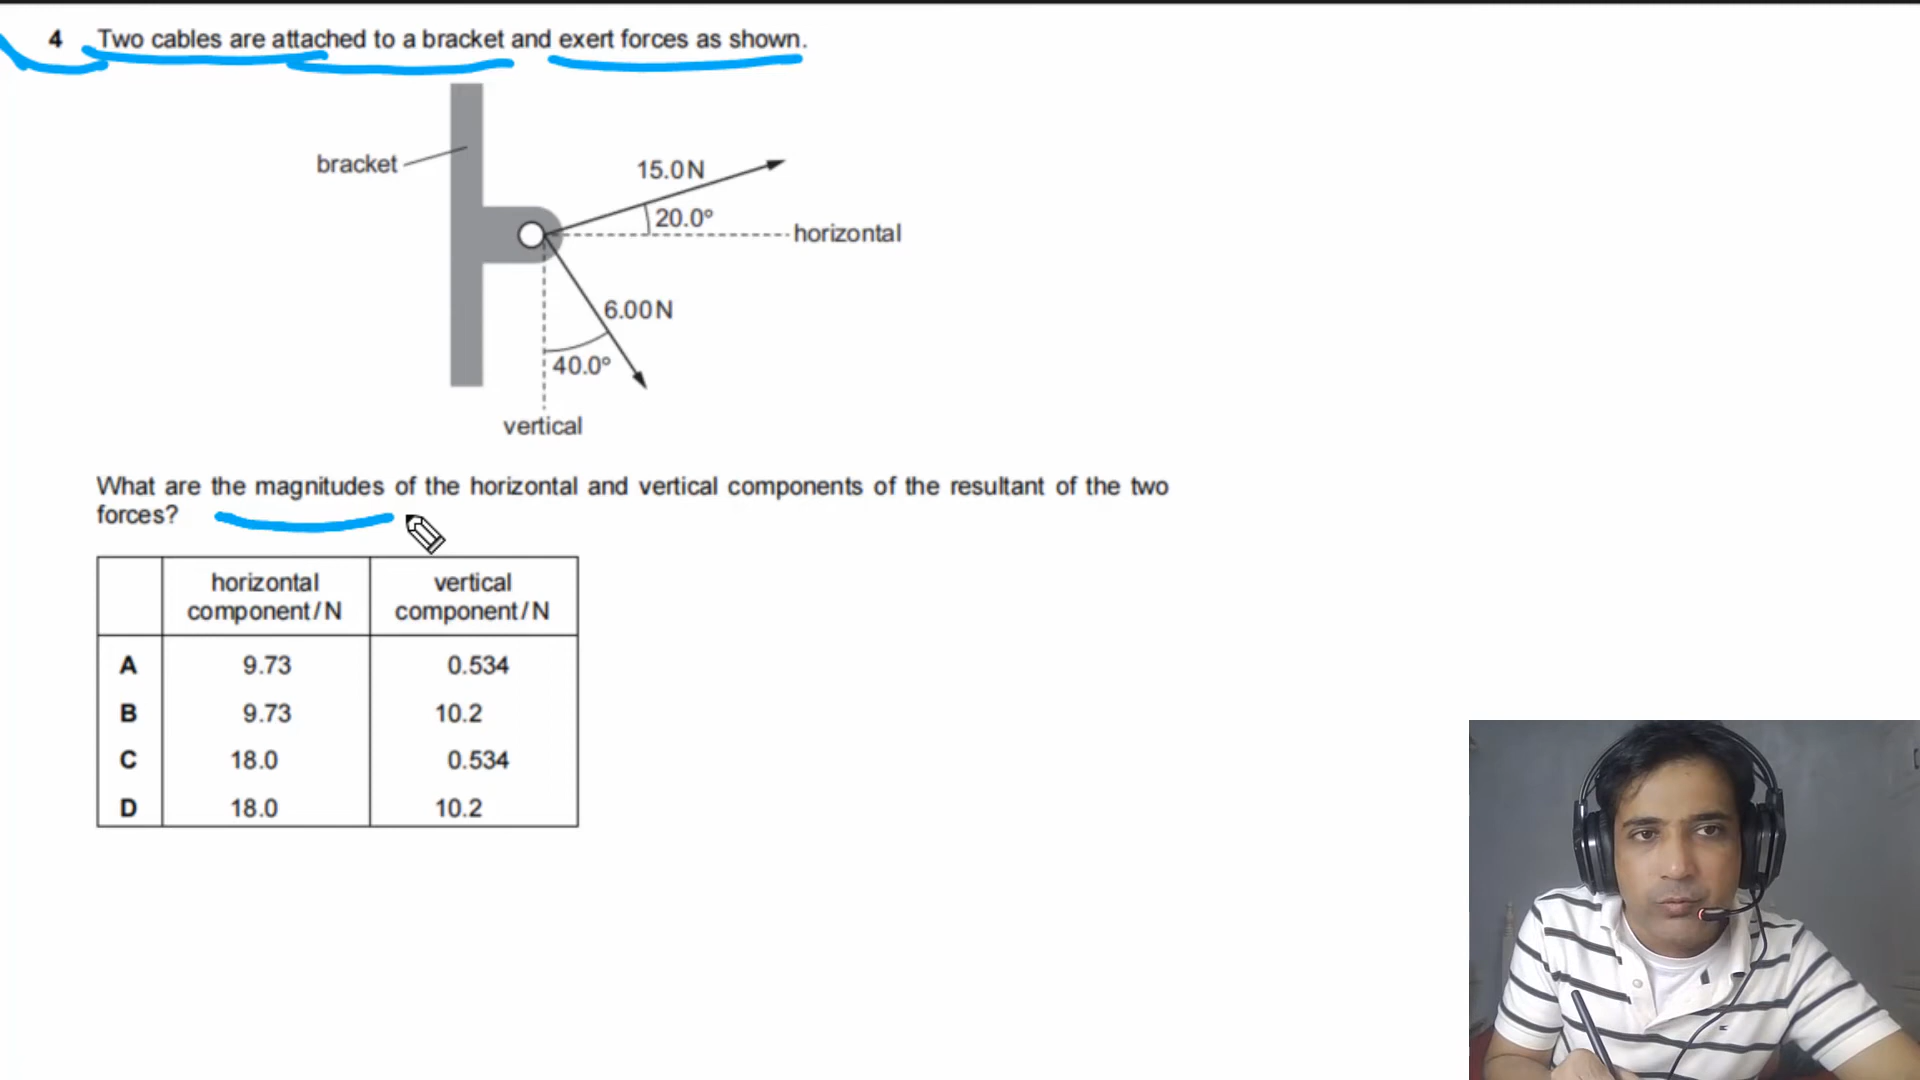 4 Two cables are attached to a bracket and exert forces as shown.
bracket
15.0 N
20.0°
horizontal
6.00 N
40.0°
vertical
What are the magnitudes of the horizontal and vertical components of the resultant of the two
forces?
horizontal component / N vertical component / N
A 9.73 0.534
B 9.73 10.2
C 18.0 0.534
D 18.0 10.2